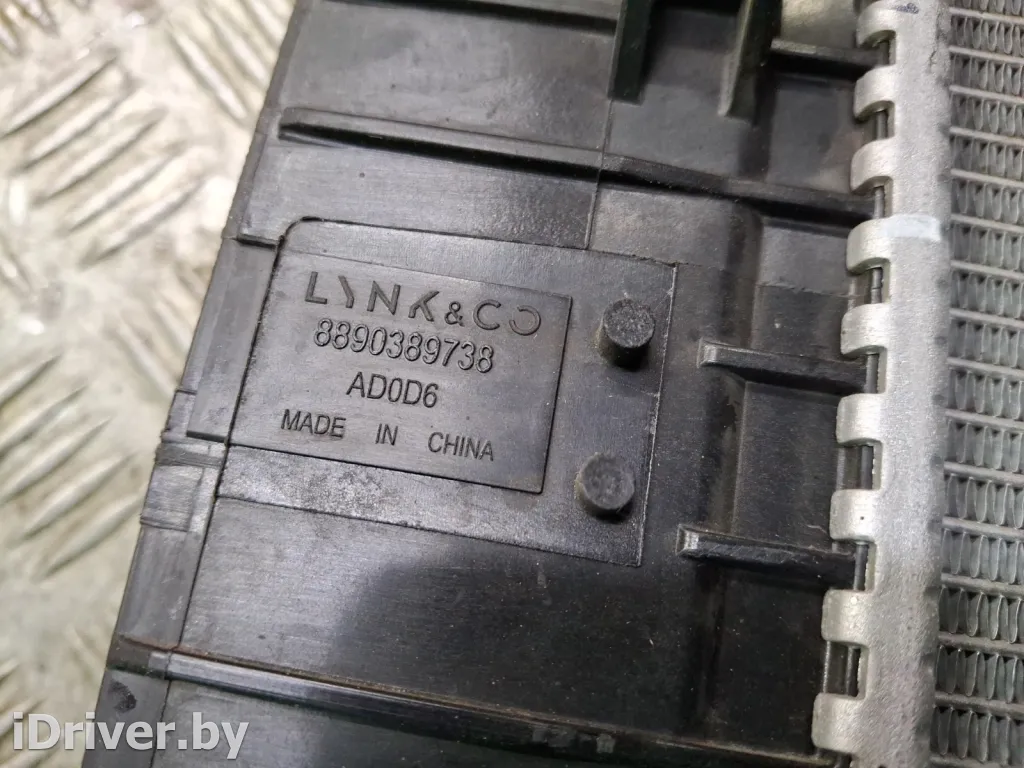 LYNK & CO
8890389738
AD0D6
MADE IN CHINA
iDriver.by